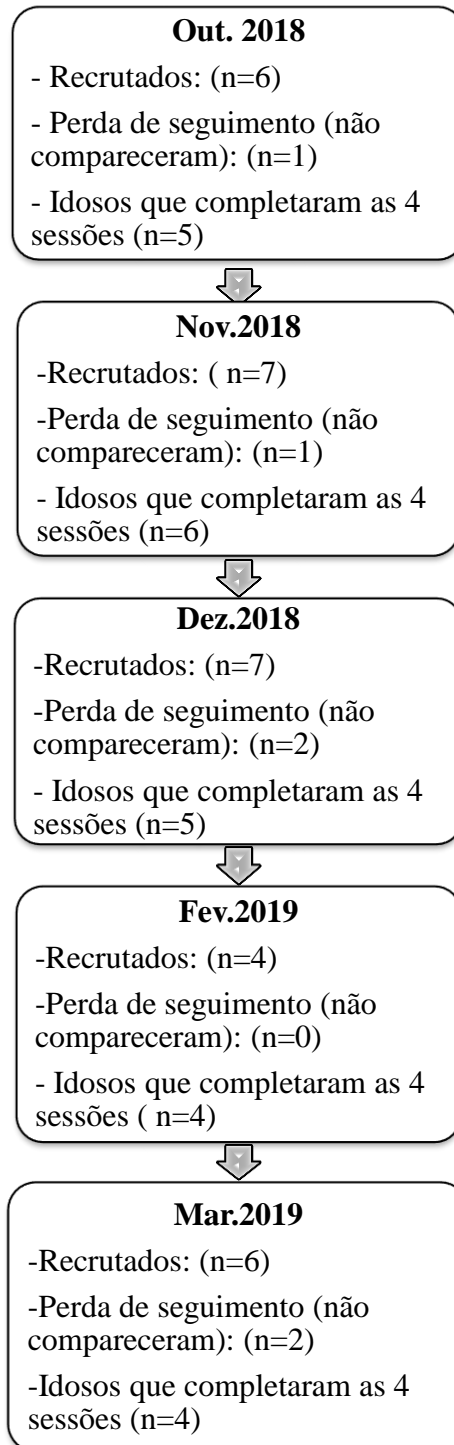 Out. 2018
- Recrutados: (n=6)
- Perda de seguimento (não
compareceram): (n=1)
- Idosos que completaram as 4
sessões (n=5)
Nov.2018
-Recrutados: ( n=7)
-Perda de seguimento (não
compareceram): (n=1)
- Idosos que completaram as 4
sessões (n=6)
Dez.2018
-Recrutados: (n=7)
-Perda de seguimento (não
compareceram): (n=2)
- Idosos que completaram as 4
sessões (n=5)
Fev.2019
-Recrutados: (n=4)
-Perda de seguimento (não
compareceram): (n=0)
- Idosos que completaram as 4
sessões ( n=4)
Mar.2019
-Recrutados: (n=6)
-Perda de seguimento (não
compareceram): (n=2)
-Idosos que completaram as 4
sessões (n=4)